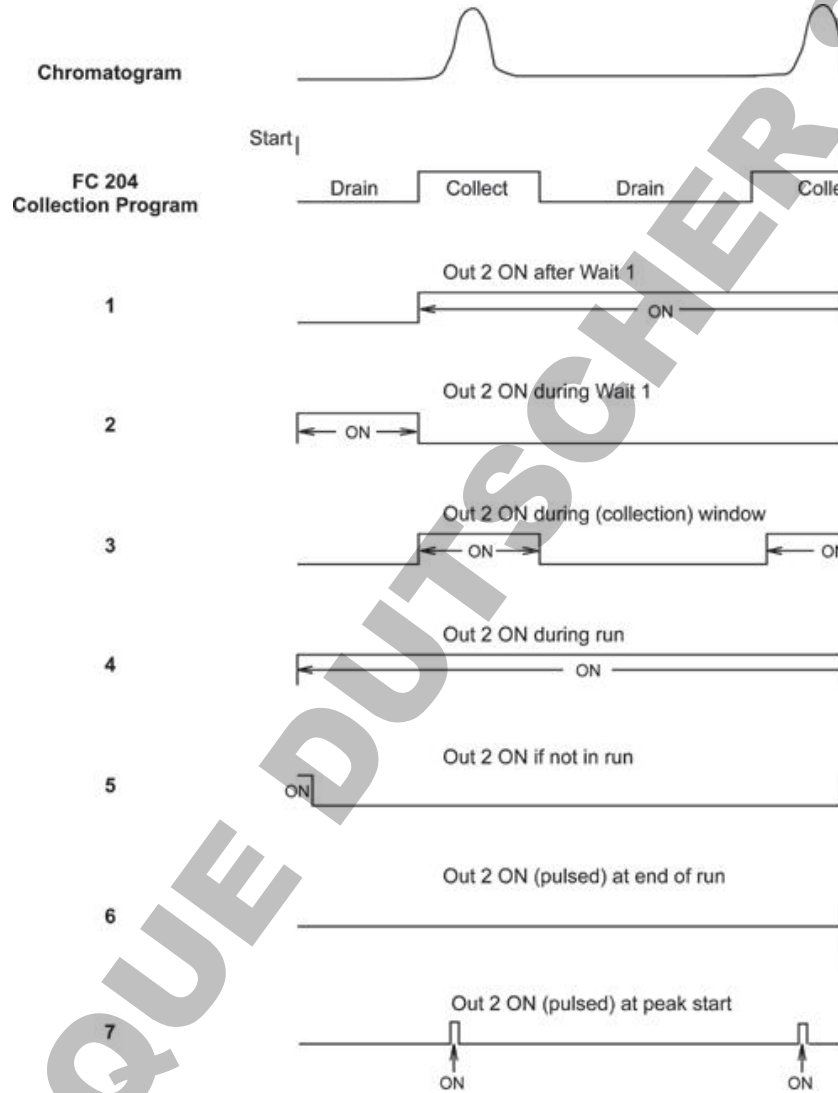 Chromatogram
Start
FC 204
Collection Program
Drain Collect Drain
1
Out 2 ON after Wait 1
ON
2
Out 2 ON during Wait 1
ON
3
Out 2 ON during (collection) window
ON
4
Out 2 ON during run
ON
5
Out 2 ON if not in run
ON
6
Out 2 ON (pulsed) at end of run
7
Out 2 ON (pulsed) at peak start
ON ON
QUE DUTSCHER